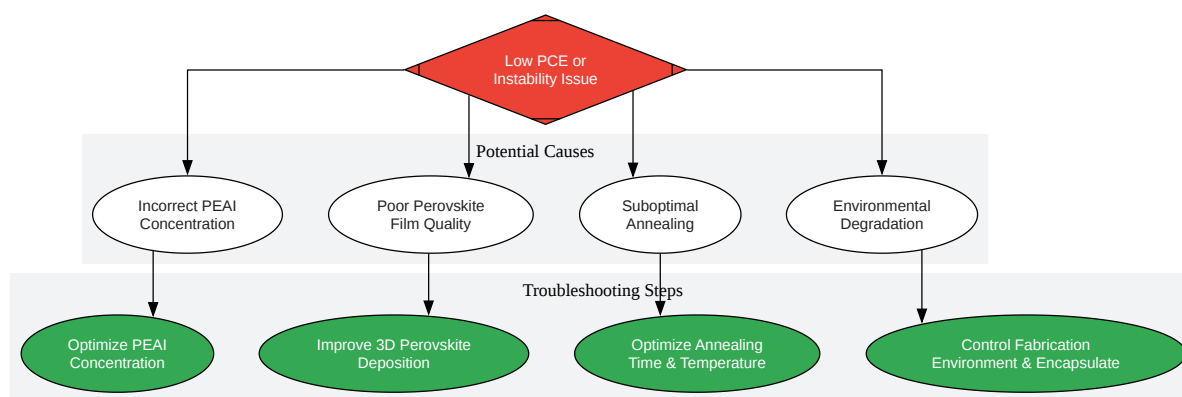 Low PCE or
Instability Issue
Potential Causes
Incorrect PEAI
Concentration
Poor Perovskite
Film Quality
Suboptimal
Annealing
Environmental
Degradation
Troubleshooting Steps
Optimize PEAI
Concentration
Improve 3D Perovskite
Deposition
Optimize Annealing
Time & Temperature
Control Fabrication
Environment & Encapsulate